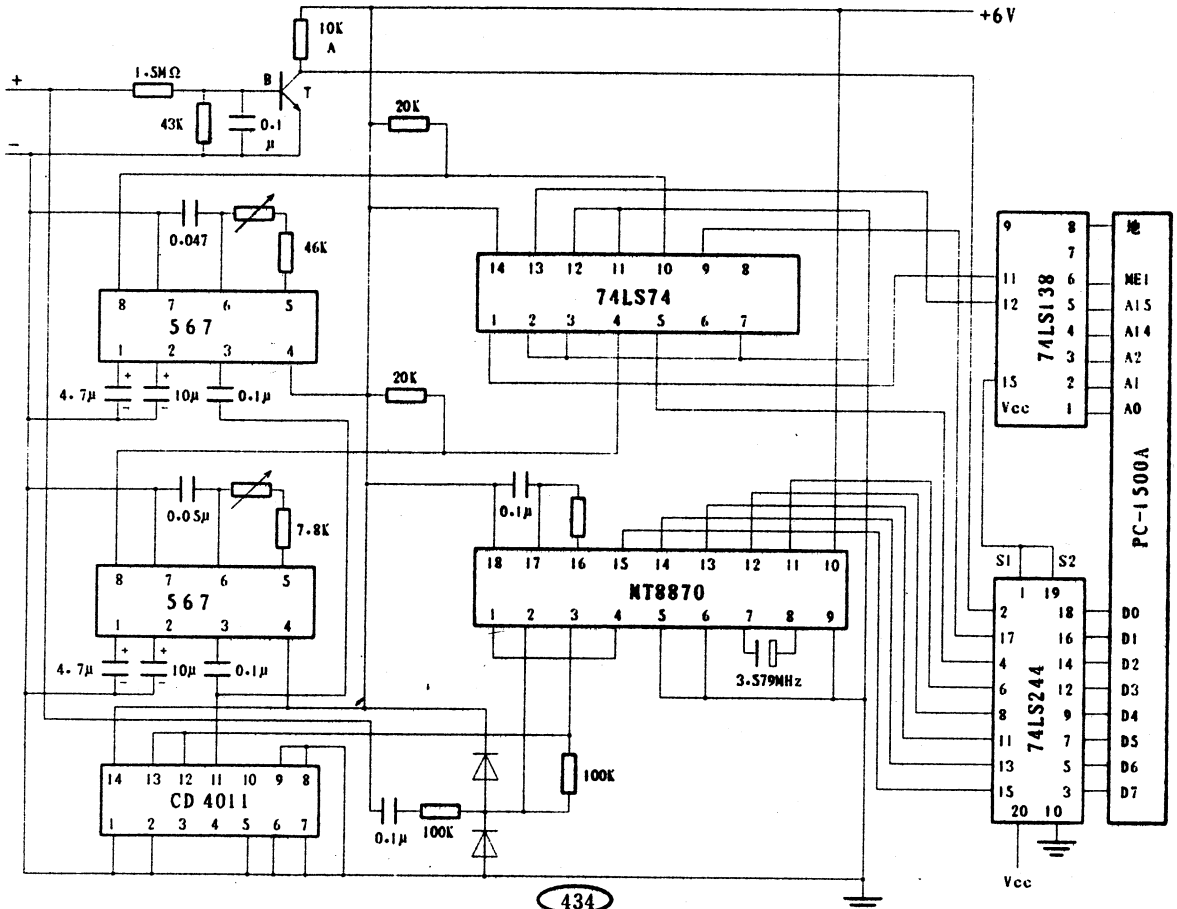 +6V
10K
A
1.5MΩ
B
T
+
−
43K
0.1
μ
20K
0.047
46K
8 7 6 5
567
1 2 3 4
4.7μ
+
−
10μ
+
−
0.1μ
14 13 12 11 10 9 8
74LS74
1 2 3 4 5 6 7
20K
9 8
7
11 6
12 5
4
3
15 2
Vcc 1
74LS138
地
ME1
A15
A14
A2
A1
A0
PC-1500A
0.05μ
7.8K
8 7 6 5
567
1 2 3 4
4.7μ
+
−
10μ
+
−
0.1μ
0.1μ
18 17 16 15 14 13 12 11 10
MT8870
1 2 3 4 5 6 7 8 9
3.579MHz
S1 S2
1 19
2 18
17 16
4 14
6 12
8 9
11 7
13 5
15 3
20 10
74LS244
D0
D1
D2
D3
D4
D5
D6
D7
Vcc
14 13 12 11 10 9 8
CD 4011
1 2 3 4 5 6 7
0.1μ
100K
100K
434